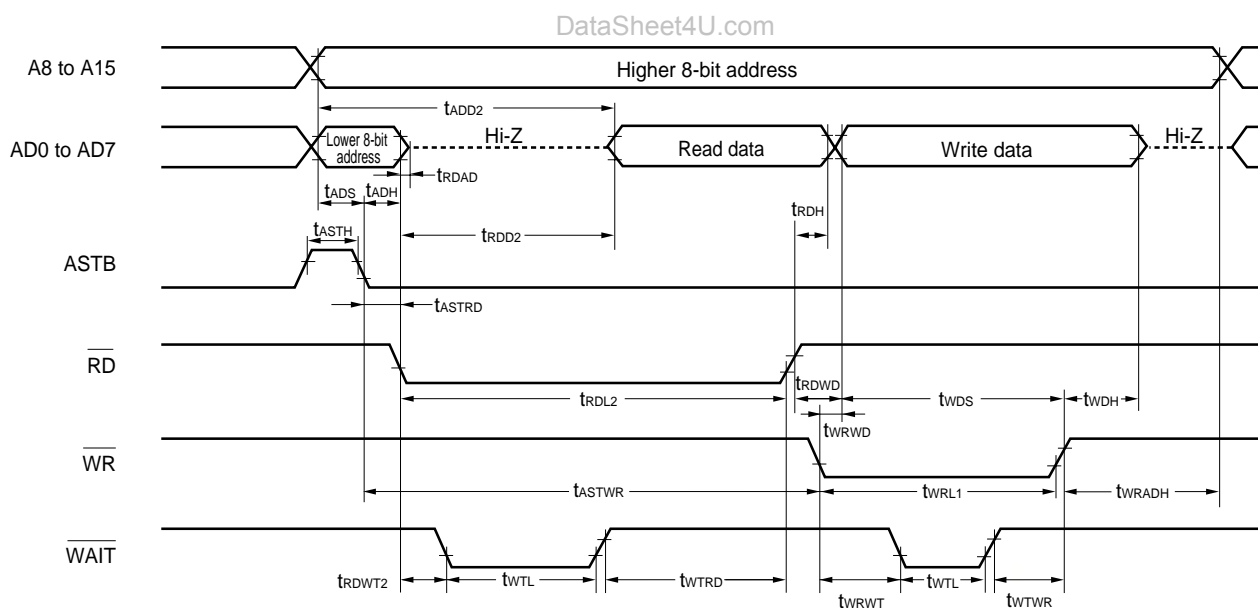 DataSheet4U.com
A8 to A15
Higher 8-bit address
tADD2
AD0 to AD7
Lower 8-bit
address
Hi-Z
Read data
Write data
Hi-Z
tRDAD
tADS
tADH
tRDH
tASTH
tRDD2
ASTB
tASTRD
RD
tRDL2
tRDWD
tWDS
tWDH
tWRWD
WR
tASTWR
tWRL1
tWRADH
WAIT
tRDWT2
tWTL
tWTRD
tWRWT
tWTL
tWTWR